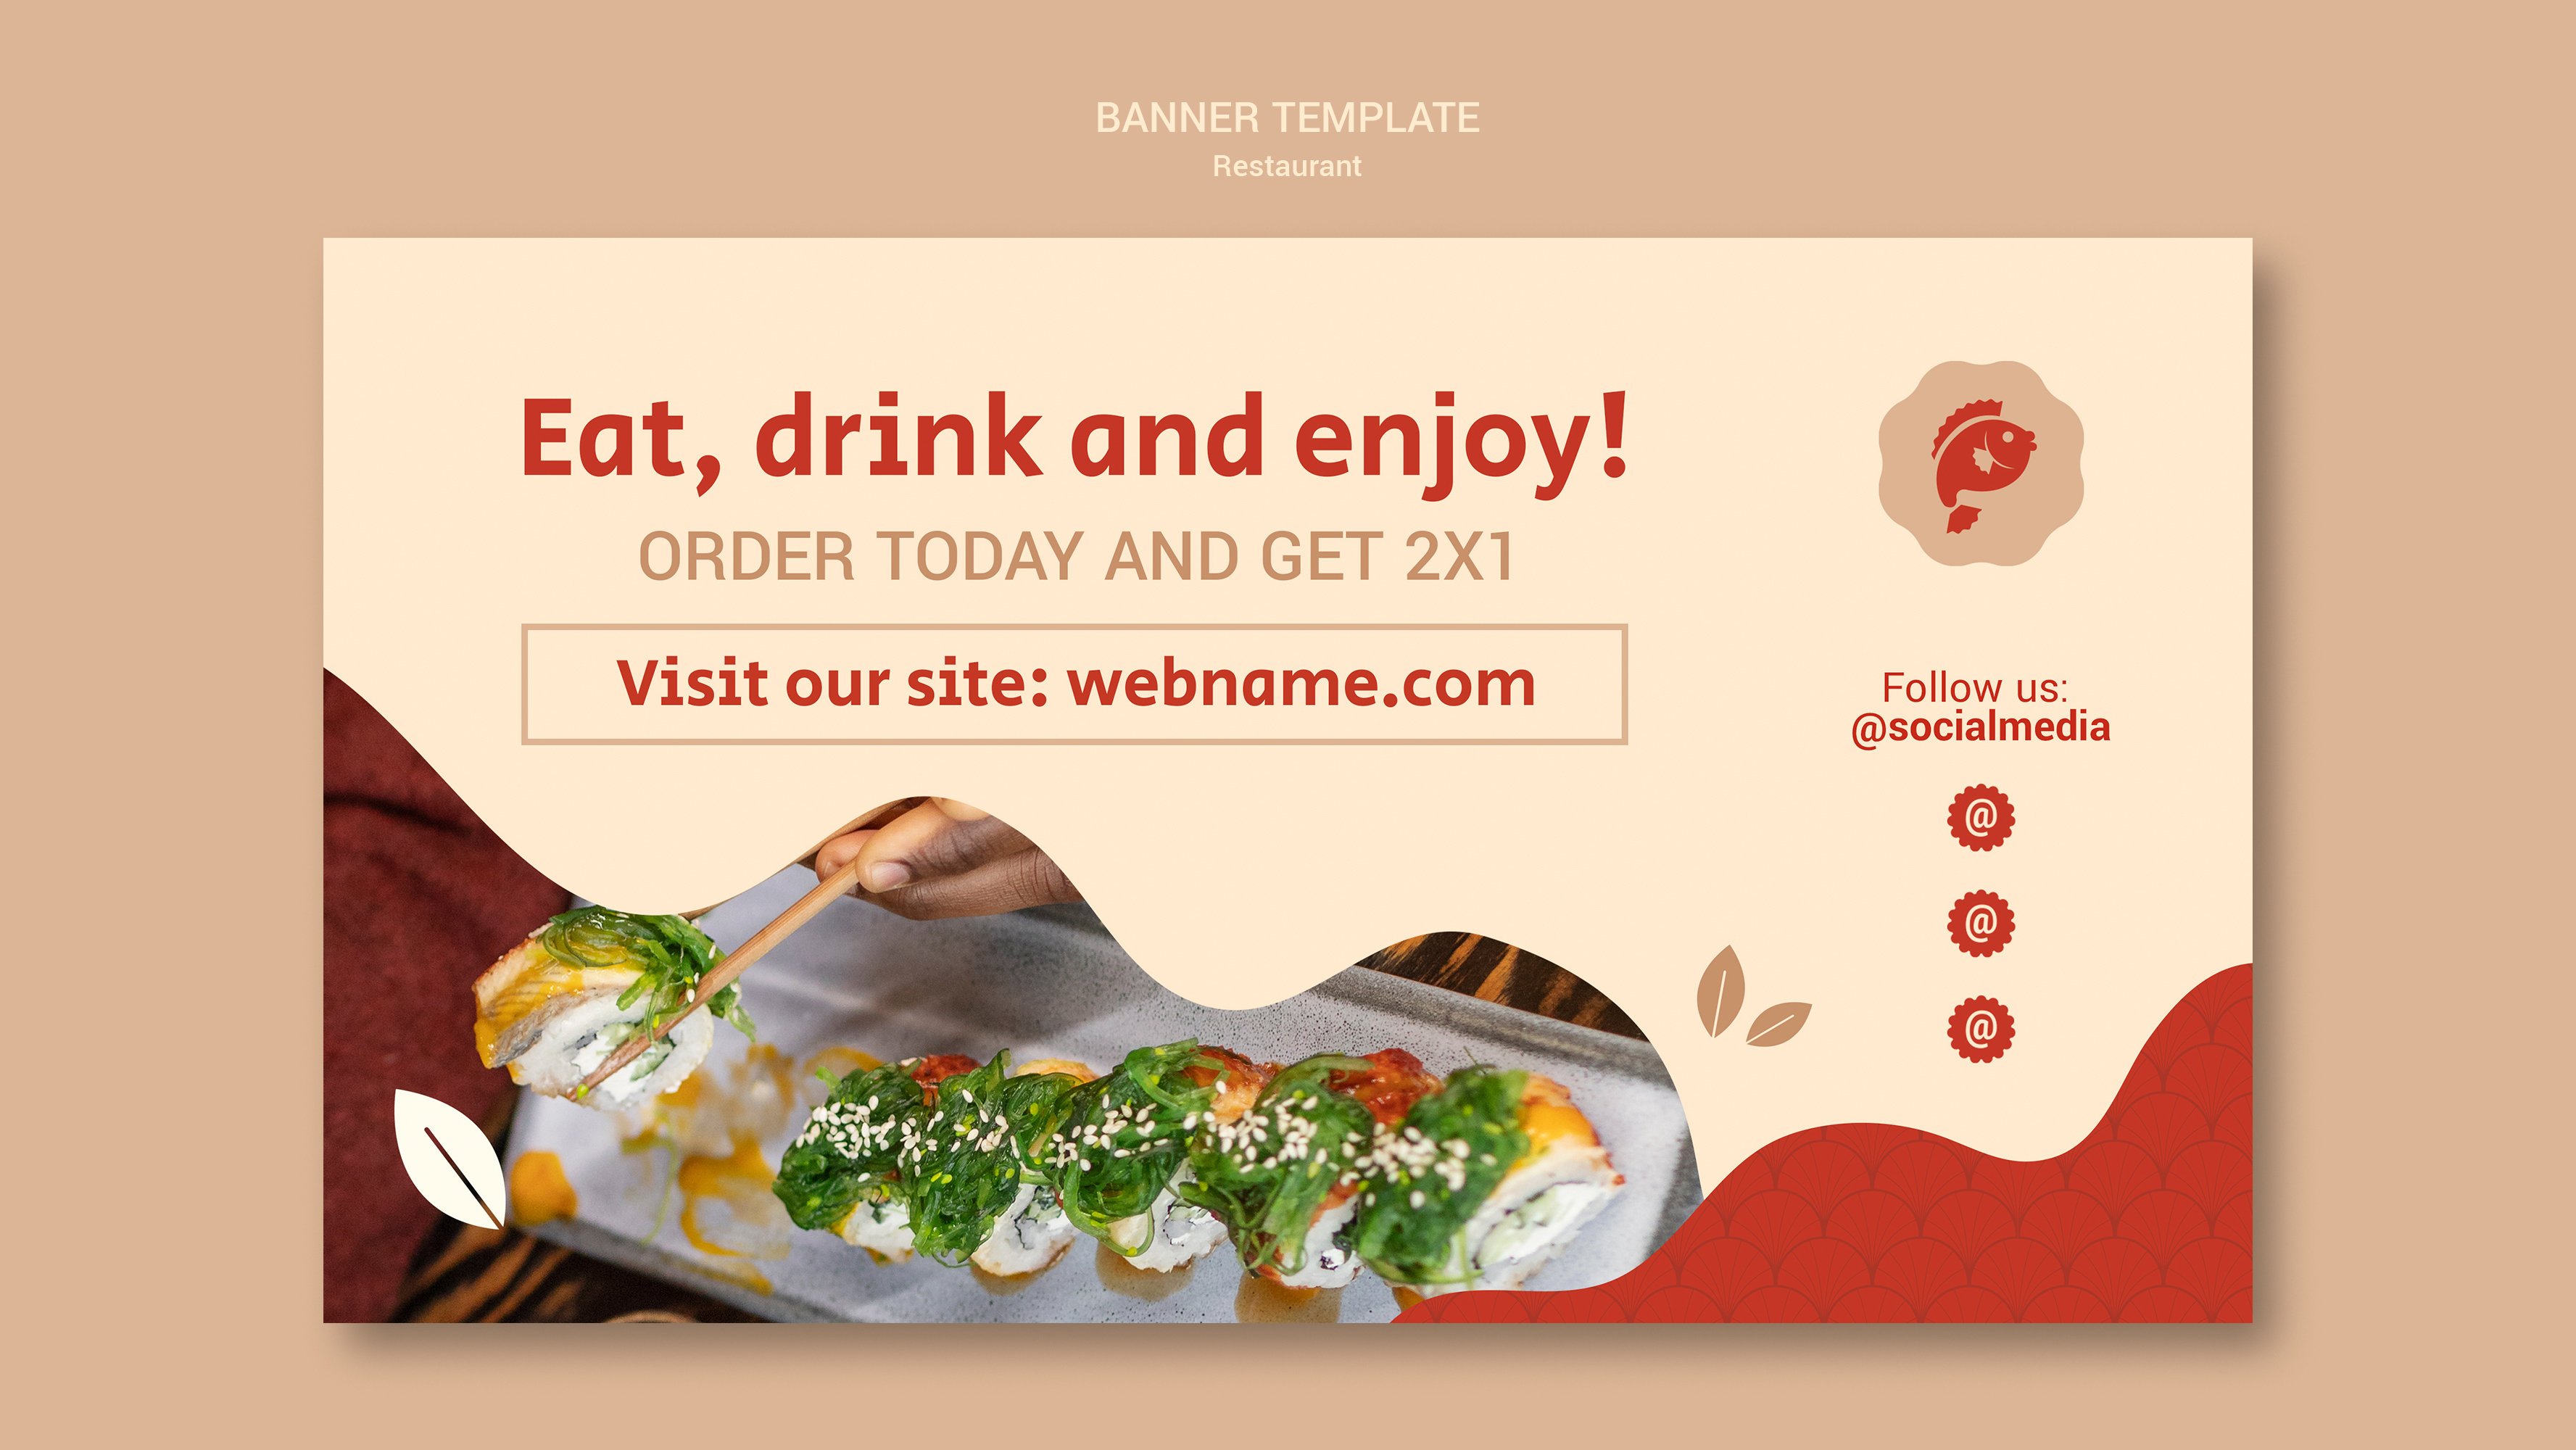 BANNER TEMPLATE
Restaurant
Eat, drink and enjoy!
ORDER TODAY AND GET 2X1
Visit our site: webname.com
Follow us:
@socialmedia
@
@
@